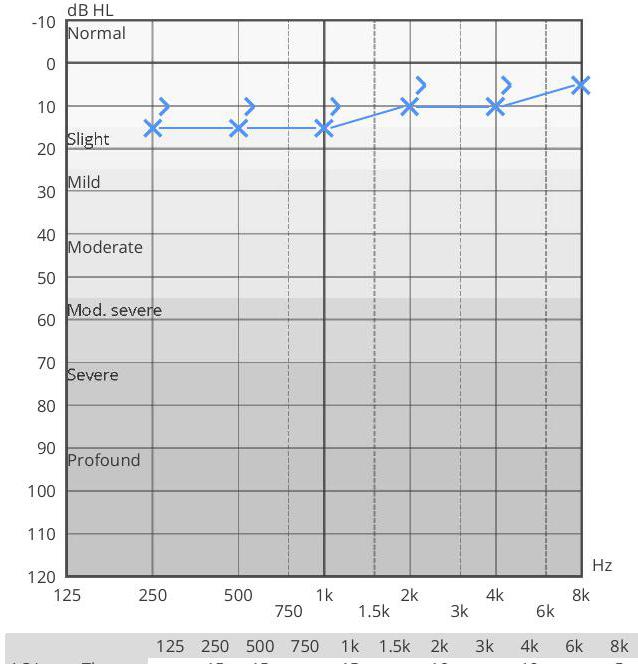 dB HL
-10
Normal
0
10
Slight
20
Mild
30
40
Moderate
50
Mod. severe
60
70
Severe
80
90
Profound
100
110
120
Hz
125 250 500 1k 2k 4k 8k
750 1.5k 3k 6k
125 250 500 750 1k 1.5k 2k 3k 4k 6k 8k